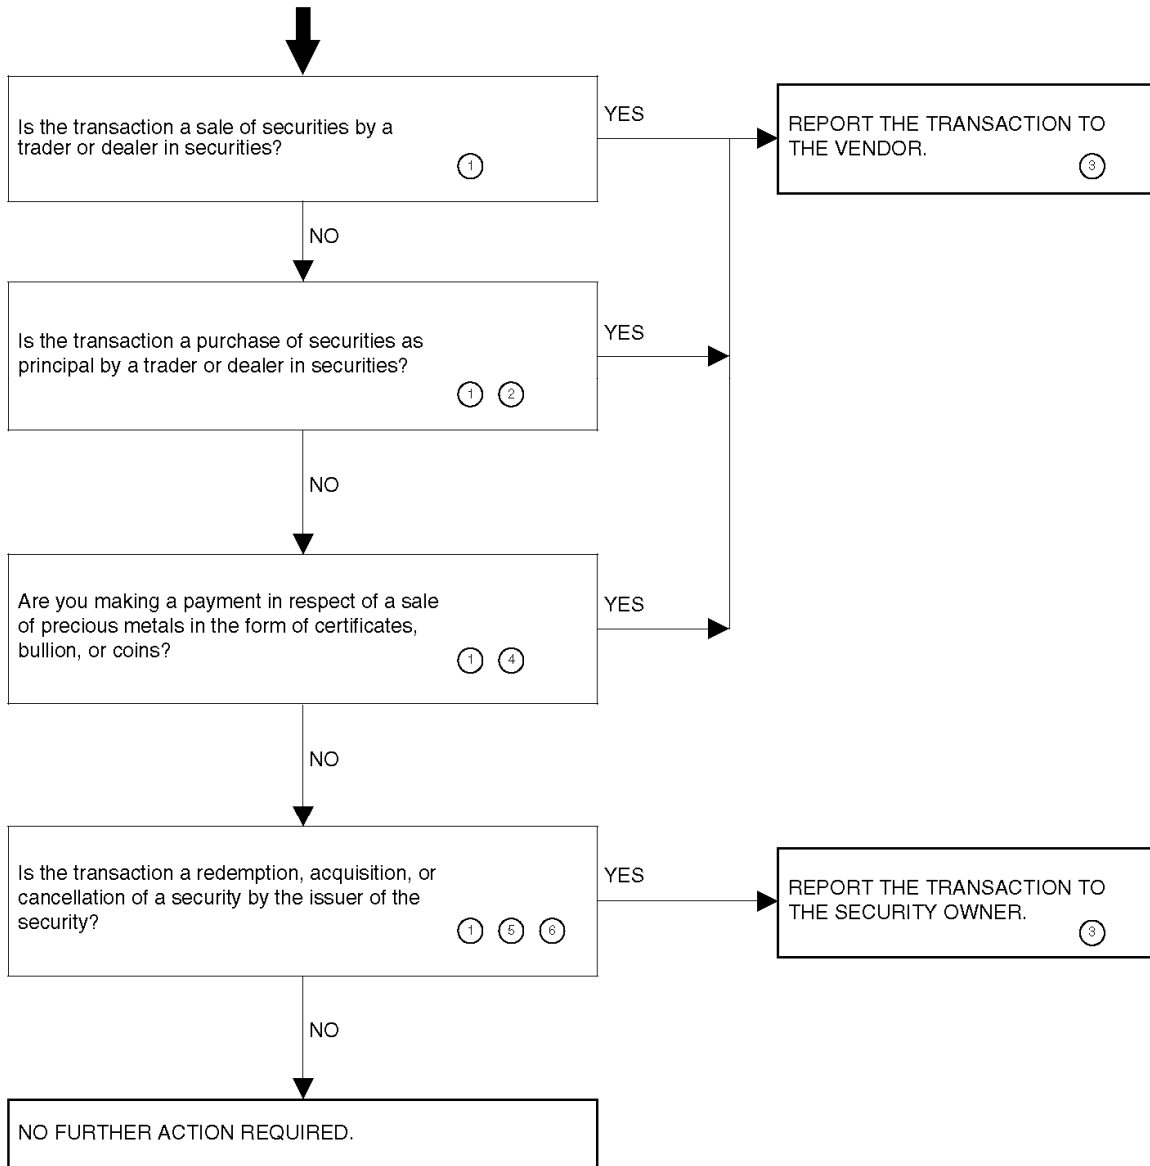 Is the transaction a sale of securities by a
trader or dealer in securities?
1
YES
REPORT THE TRANSACTION TO
THE VENDOR.
3
NO
Is the transaction a purchase of securities as
principal by a trader or dealer in securities?
1 2
YES
NO
Are you making a payment in respect of a sale
of precious metals in the form of certificates,
bullion, or coins?
1 4
YES
NO
Is the transaction a redemption, acquisition, or
cancellation of a security by the issuer of the
security?
1 5 6
YES
REPORT THE TRANSACTION TO
THE SECURITY OWNER.
3
NO
NO FURTHER ACTION REQUIRED.